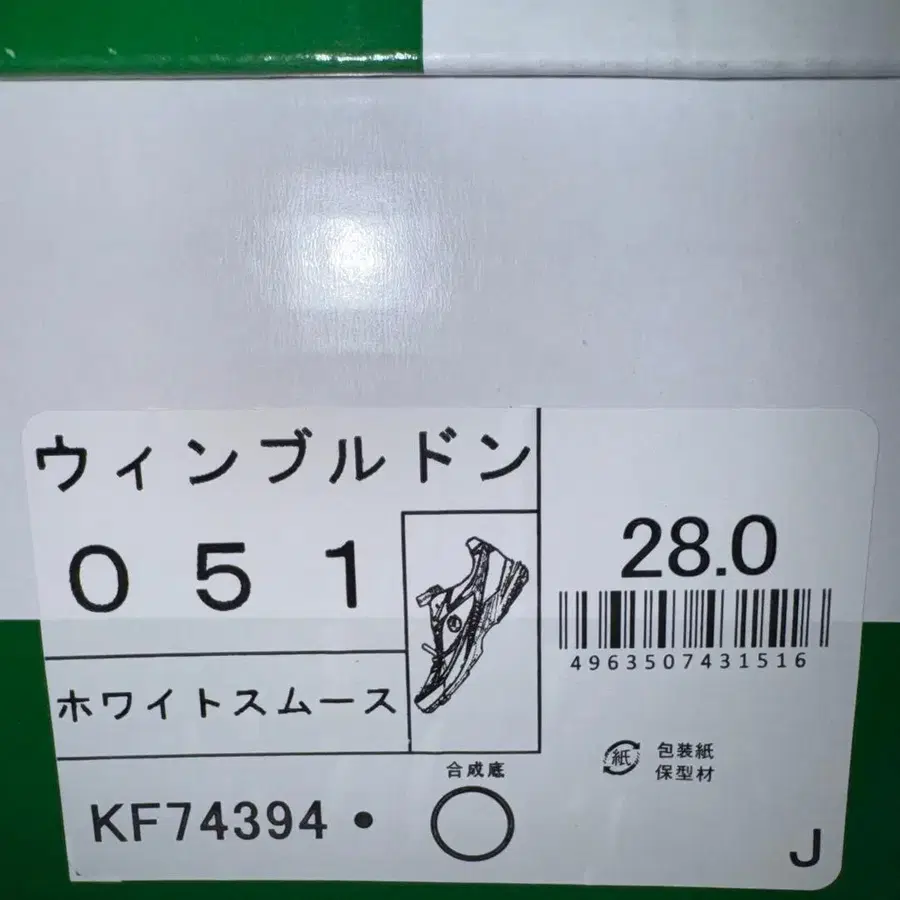 ウィンブルドン
051
28.0
4963507431516
ホワイトスムース
紙
包装紙
保型材
合成底
KF74394・
J